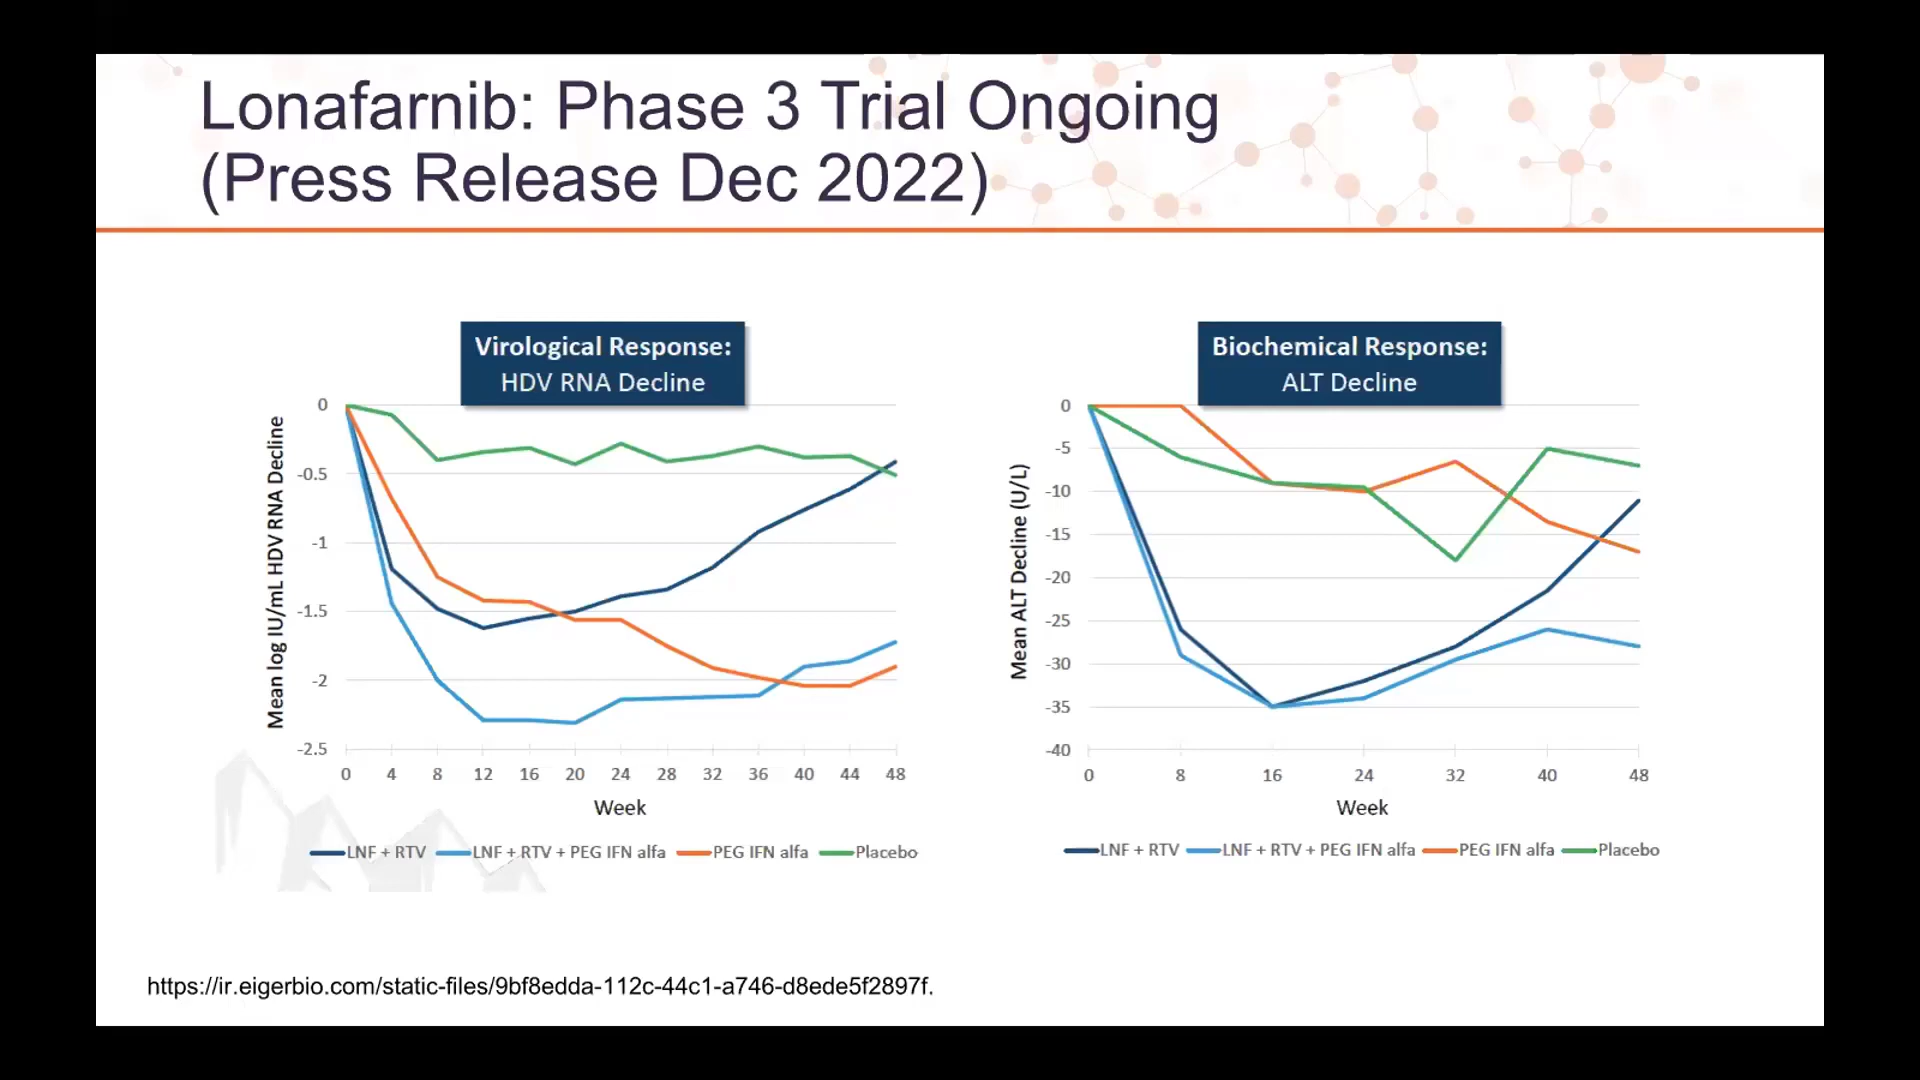 Lonafarnib: Phase 3 Trial Ongoing
(Press Release Dec 2022)
Virological Response:
HDV RNA Decline
Mean log IU/mL HDV RNA Decline
0
-0.5
-1
-1.5
-2
-2.5
0 4 8 12 16 20 24 28 32 36 40 44 48
Week
LNF + RTV LNF + RTV + PEG IFN alfa PEG IFN alfa Placebo
Biochemical Response:
ALT Decline
Mean ALT Decline (U/L)
0
-5
-10
-15
-20
-25
-30
-35
-40
0 8 16 24 32 40 48
Week
LNF + RTV LNF + RTV + PEG IFN alfa PEG IFN alfa Placebo
https://ir.eigerbio.com/static-files/9bf8edda-112c-44c1-a746-d8ede5f2897f.